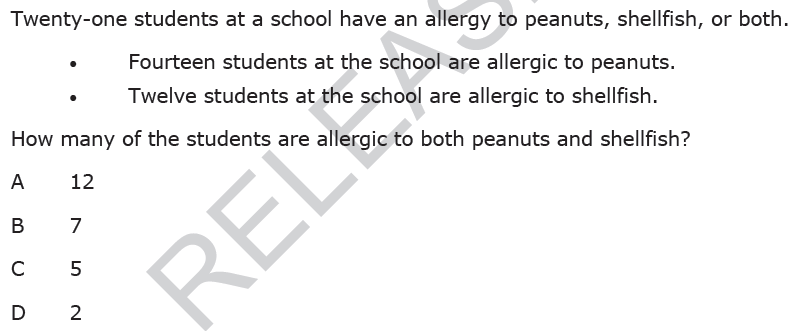 Twenty-one students at a school have an allergy to peanuts, shellfish, or both.
• Fourteen students at the school are allergic to peanuts.
• Twelve students at the school are allergic to shellfish.
How many of the students are allergic to both peanuts and shellfish?
A 12
B 7
C 5
D 2
RELEAS